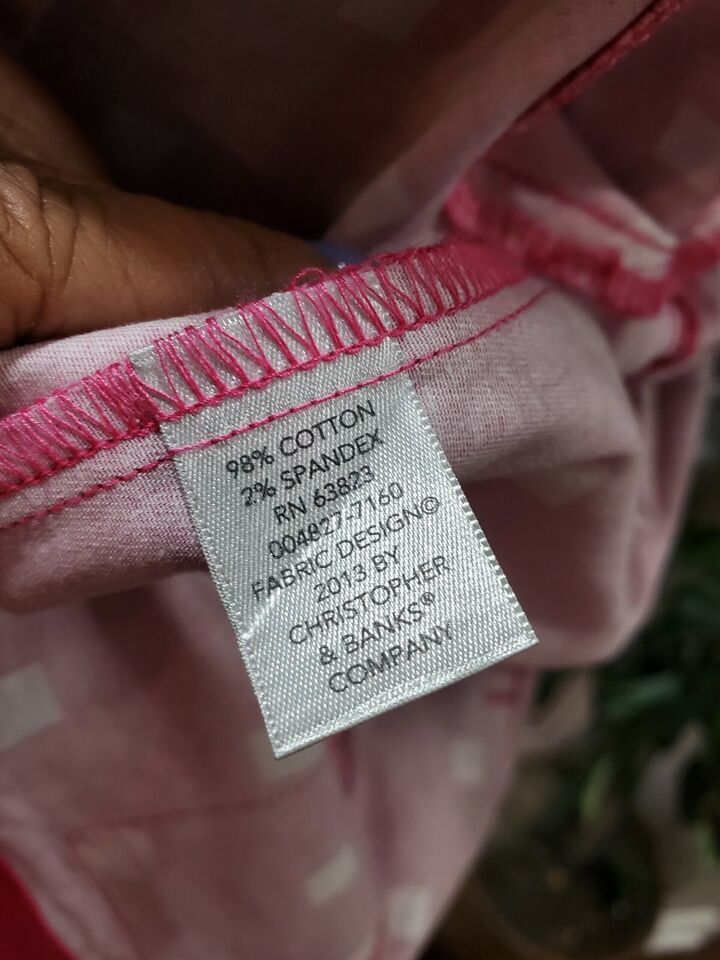 98% COTTON
2% SPANDEX
RN 63823
004827-7160
FABRIC DESIGN©
2013 BY
CHRISTOPHER
& BANKS®
COMPANY